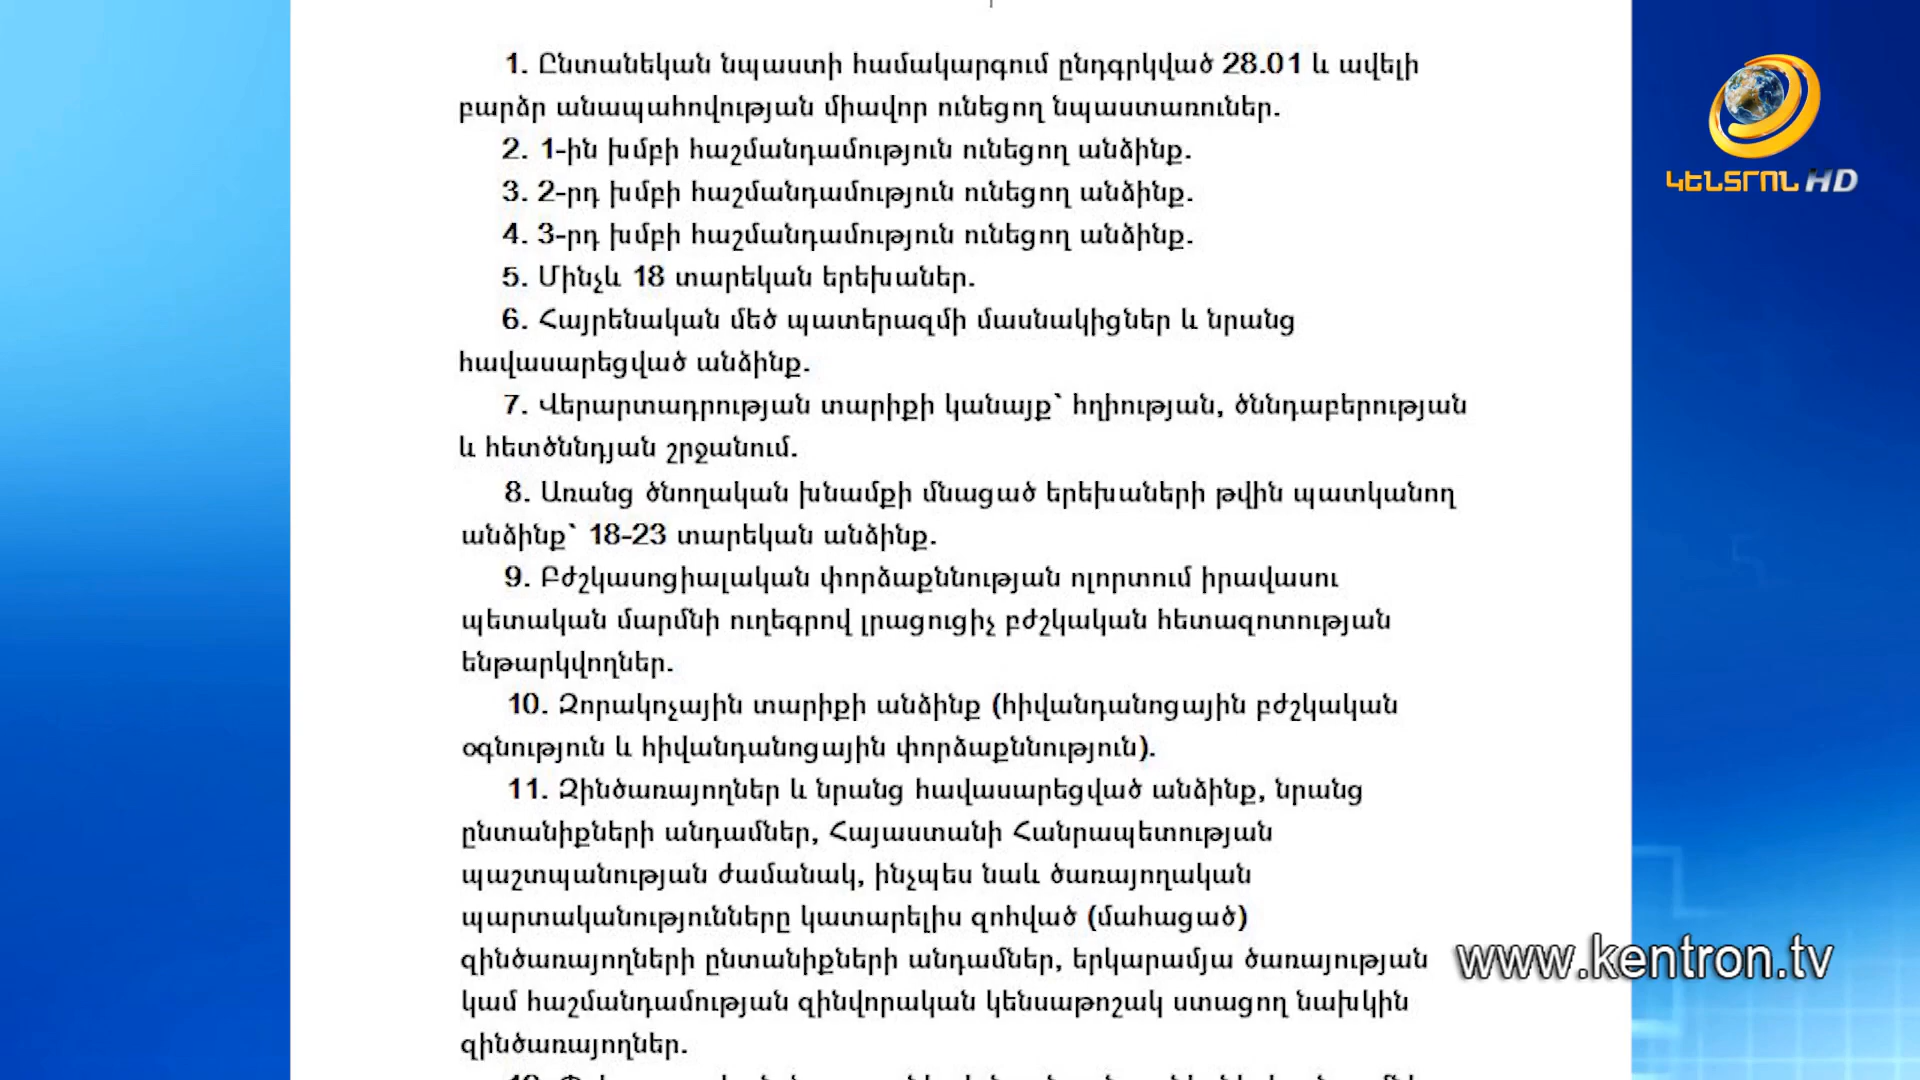 1. Ընտանեկան նպաստի համակարգում ընդգրկված 28.01 և ավելի
բարձր անապահովության միավոր ունեցող նպաստառուներ.
2. 1-ին խմբի հաշմանդամություն ունեցող անձինք.
3. 2-րդ խմբի հաշմանդամություն ունեցող անձինք.
4. 3-րդ խմբի հաշմանդամություն ունեցող անձինք.
5. Մինչև 18 տարեկան երեխաներ.
6. Հայրենական մեծ պատերազմի մասնակիցներ և նրանց
հավասարեցված անձինք.
7. Վերարտադրության տարիքի կանայք` հղիության, ծննդաբերության
և հետծննդյան շրջանում.
8. Առանց ծնողական խնամքի մնացած երեխաների թվին պատկանող
անձինք` 18-23 տարեկան անձինք.
9. Բժշկասոցիալական փորձաքննության ոլորտում իրավասու
պետական մարմնի ուղեգրով լրացուցիչ բժշկական հետազոտության
ենթարկվողներ.
10. Զորակոչային տարիքի անձինք (հիվանդանոցային բժշկական
օգնություն և հիվանդանոցային փորձաքննություն).
11. Զինծառայողներ և նրանց հավասարեցված անձինք, նրանց
ընտանիքների անդամներ, Հայաստանի Հանրապետության
պաշտպանության ժամանակ, ինչպես նաև ծառայողական
պարտականությունները կատարելիս զոհված (մահացած)
զինծառայողների ընտանիքների անդամներ, երկարամյա ծառայության
կամ հաշմանդամության զինվորական կենսաթոշակ ստացող նախկին
զինծառայողներ.
ԿԵՆՏՐՈՆ HD
www.kentron.tv